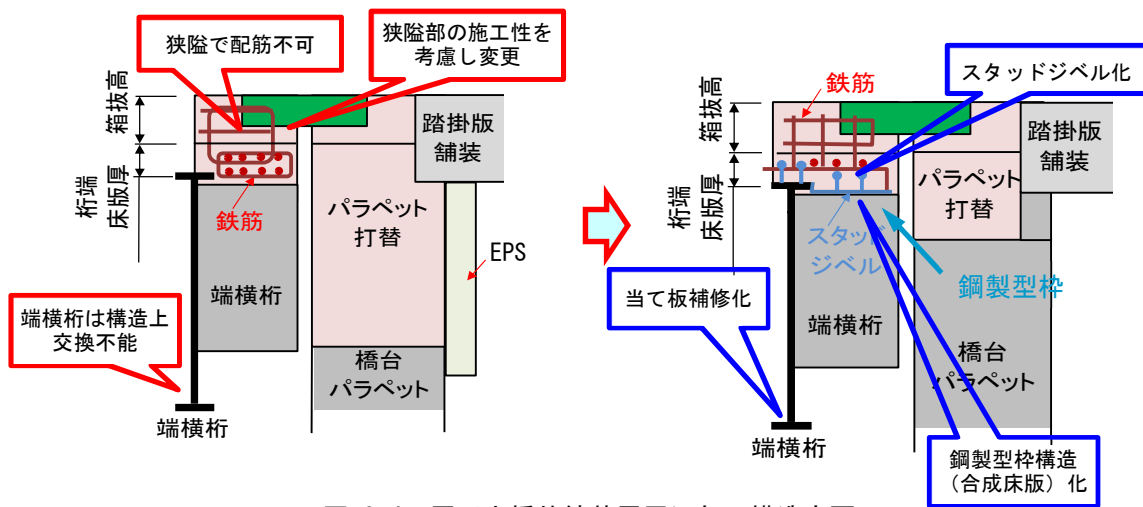 狭隘で配筋不可
狭隘部の施工性を
考慮し変更
箱抜高
桁端
床版厚
鉄筋
踏掛版
舗装
パラペット
打替
EPS
端横桁
端横桁は構造上
交換不能
橋台
パラペット
端横桁
スタッドジベル化
鉄筋
箱抜高
桁端
床版厚
踏掛版
舗装
パラペット
打替
スタッド
ジベル
鋼製型枠
当て板補修化
端横桁
橋台
パラペット
端横桁
鋼製型枠構造
（合成床版）化